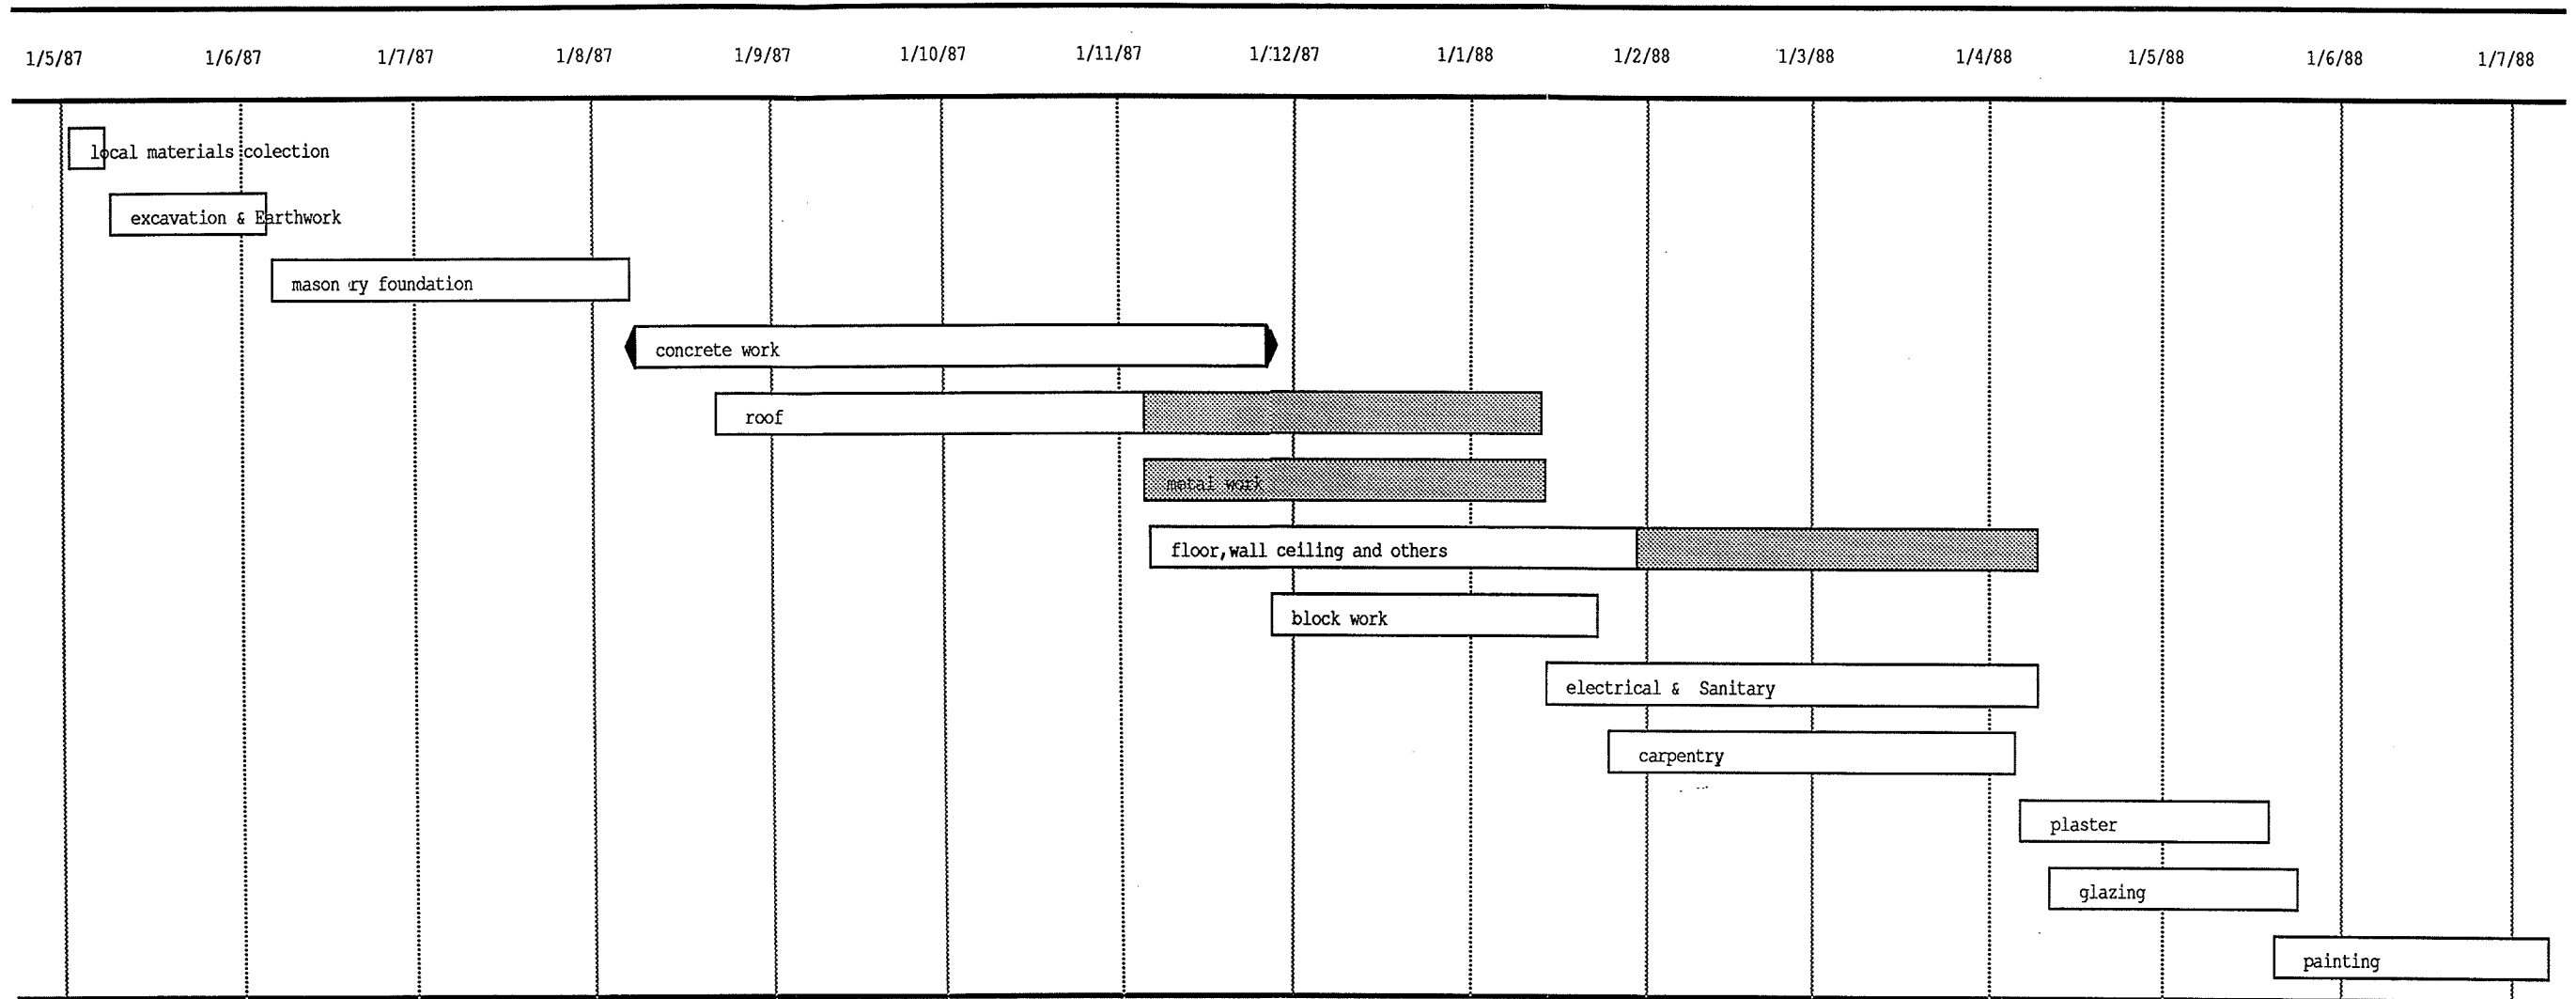 1/5/87 1/6/87 1/7/87 1/8/87 1/9/87 1/10/87 1/11/87 1/12/87 1/1/88 1/2/88 1/3/88 1/4/88 1/5/88 1/6/88 1/7/88
local materials colection
excavation & Earthwork
mason ry foundation
concrete work
roof
metal work
floor,wall ceiling and others
block work
electrical & Sanitary
carpentry
plaster
glazing
painting